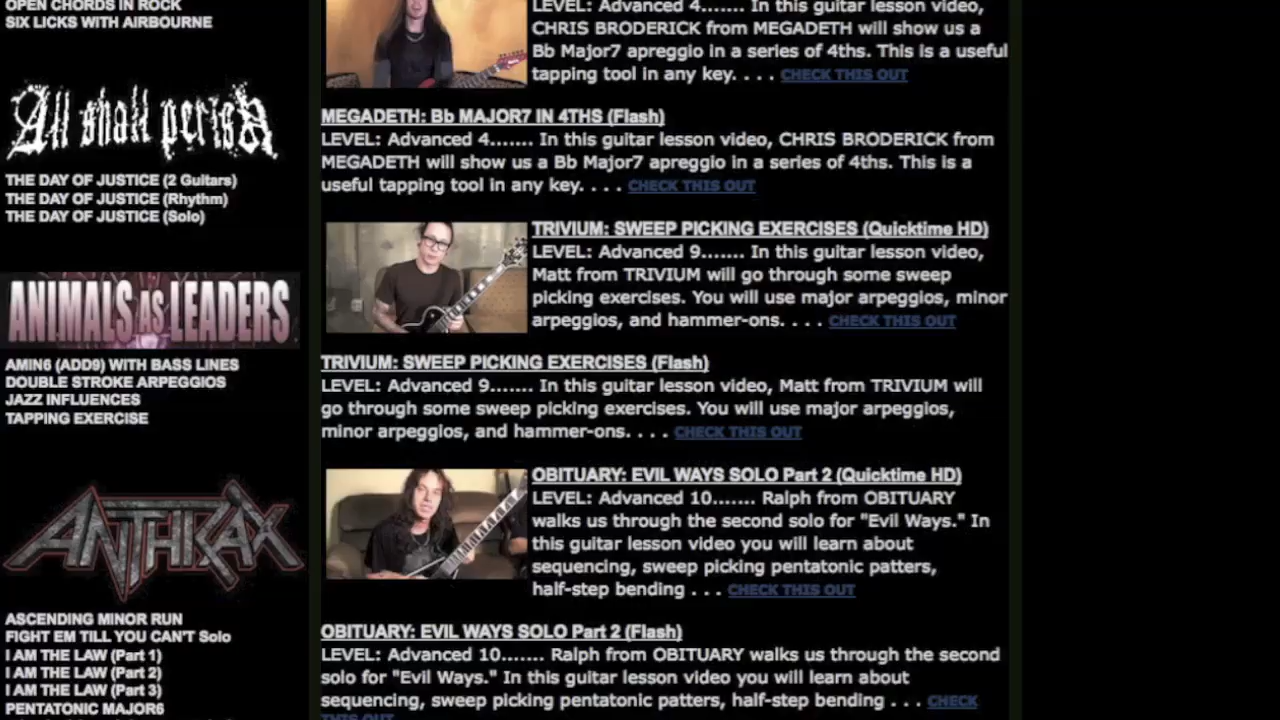 OPEN CHORDS IN ROCK
SIX LICKS WITH AIRBOURNE
All shall perish
THE DAY OF JUSTICE (2 Guitars)
THE DAY OF JUSTICE (Rhythm)
THE DAY OF JUSTICE (Solo)
ANIMALS AS LEADERS
AMIN6 (ADD9) WITH BASS LINES
DOUBLE STROKE ARPEGGIOS
JAZZ INFLUENCES
TAPPING EXERCISE
ANTHRAX
ASCENDING MINOR RUN
FIGHT EM TILL YOU CAN'T Solo
I AM THE LAW (Part 1)
I AM THE LAW (Part 2)
I AM THE LAW (Part 3)
PENTATONIC MAJOR6
LEVEL: Advanced 4....... In this guitar lesson video,
CHRIS BRODERICK from MEGADETH will show us a
Bb Major7 apreggio in a series of 4ths. This is a useful
tapping tool in any key. . . . CHECK THIS OUT
MEGADETH: Bb MAJOR7 IN 4THS (Flash)
LEVEL: Advanced 4....... In this guitar lesson video, CHRIS BRODERICK from
MEGADETH will show us a Bb Major7 apreggio in a series of 4ths. This is a
useful tapping tool in any key. . . . CHECK THIS OUT
TRIVIUM: SWEEP PICKING EXERCISES (Quicktime HD)
LEVEL: Advanced 9....... In this guitar lesson video,
Matt from TRIVIUM will go through some sweep
picking exercises. You will use major arpeggios, minor
arpeggios, and hammer-ons. . . . CHECK THIS OUT
TRIVIUM: SWEEP PICKING EXERCISES (Flash)
LEVEL: Advanced 9....... In this guitar lesson video, Matt from TRIVIUM will
go through some sweep picking exercises. You will use major arpeggios,
minor arpeggios, and hammer-ons. . . . CHECK THIS OUT
OBITUARY: EVIL WAYS SOLO Part 2 (Quicktime HD)
LEVEL: Advanced 10....... Ralph from OBITUARY
walks us through the second solo for "Evil Ways." In
this guitar lesson video you will learn about
sequencing, sweep picking pentatonic patters,
half-step bending . . . CHECK THIS OUT
OBITUARY: EVIL WAYS SOLO Part 2 (Flash)
LEVEL: Advanced 10....... Ralph from OBITUARY walks us through the second
solo for "Evil Ways." In this guitar lesson video you will learn about
sequencing, sweep picking pentatonic patters, half-step bending . . . CHECK
THIS OUT